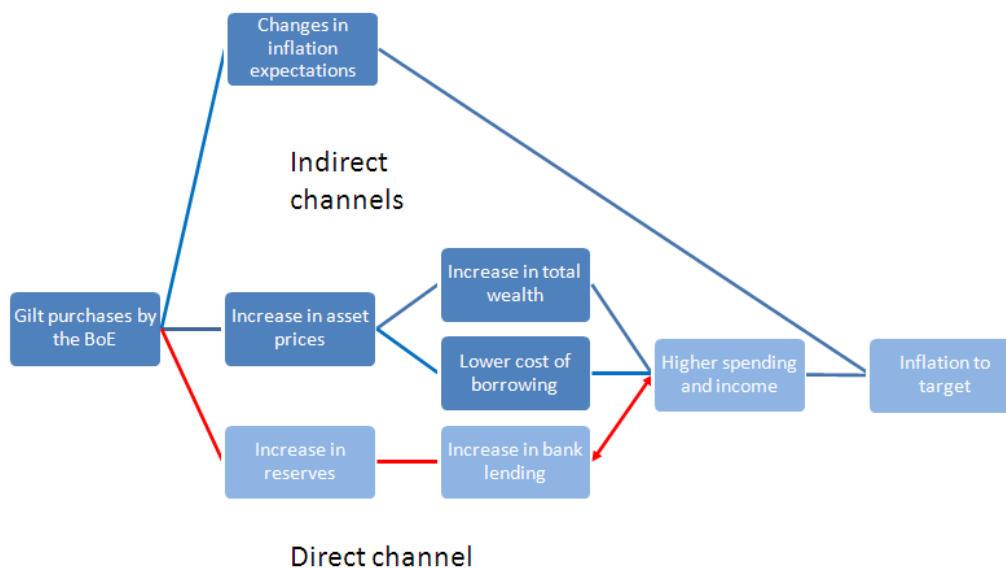 Changes in
inflation
expectations
Indirect
channels
Gilt purchases by
the BoE
Increase in asset
prices
Increase in total
wealth
Lower cost of
borrowing
Higher spending
and income
Inflation to
target
Increase in
reserves
Increase in bank
lending
Direct channel